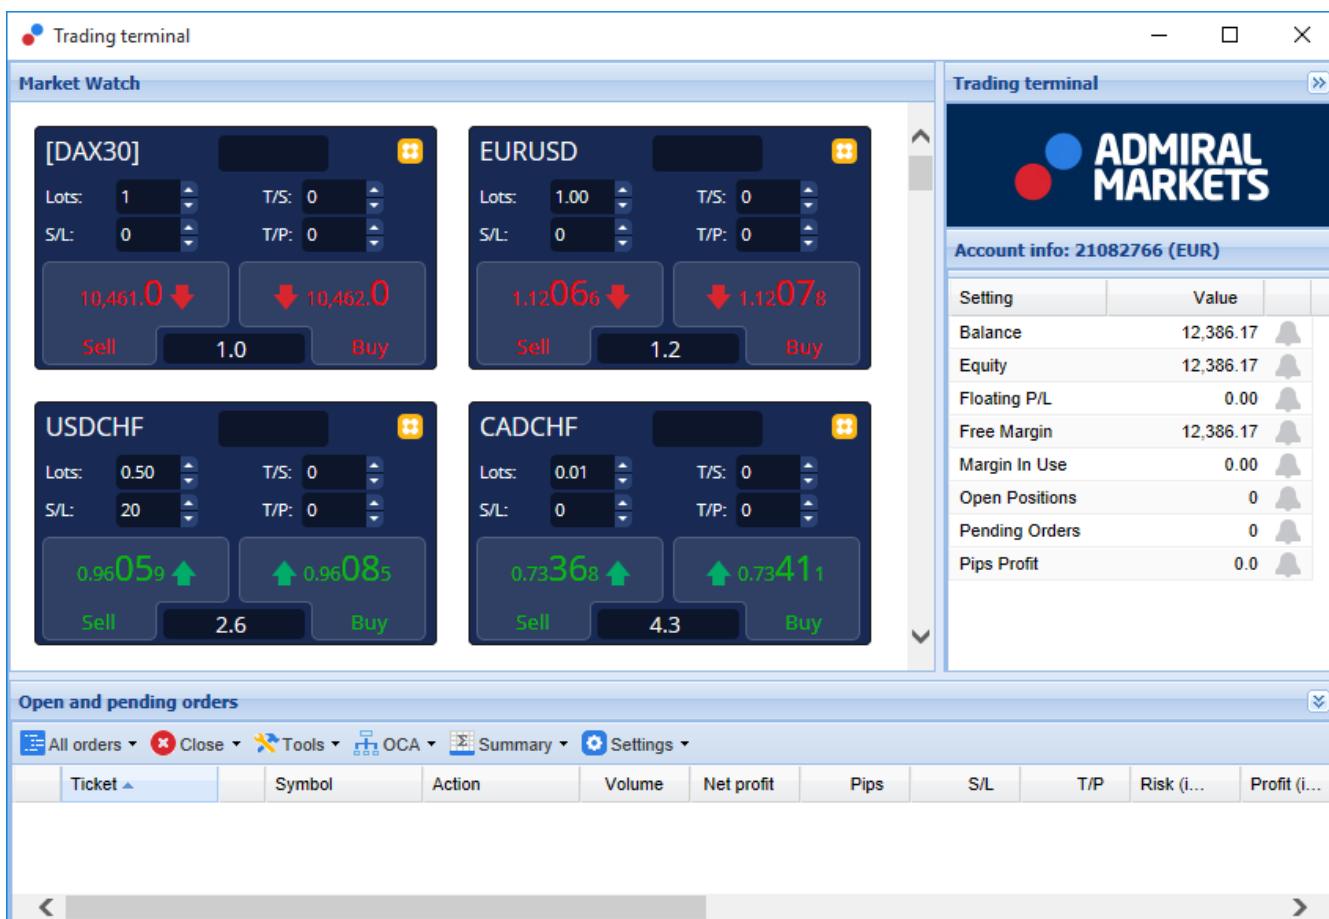 Trading terminal
Market Watch
[DAX30]
Lots: 1 T/S: 0
S/L: 0 T/P: 0
10,461.0 10,462.0
Sell 1.0 Buy
EURUSD
Lots: 1.00 T/S: 0
S/L: 0 T/P: 0
1.12066 1.12078
Sell 1.2 Buy
USDCHF
Lots: 0.50 T/S: 0
S/L: 20 T/P: 0
0.96059 0.96085
Sell 2.6 Buy
CADCHF
Lots: 0.01 T/S: 0
S/L: 0 T/P: 0
0.73368 0.73411
Sell 4.3 Buy
Trading terminal
ADMIRAL
MARKETS
Account info: 21082766 (EUR)
Setting Value
Balance 12,386.17
Equity 12,386.17
Floating P/L 0.00
Free Margin 12,386.17
Margin In Use 0.00
Open Positions 0
Pending Orders 0
Pips Profit 0.0
Open and pending orders
All orders Close Tools OCA Summary Settings
Ticket Symbol Action Volume Net profit Pips S/L T/P Risk (i... Profit (i...